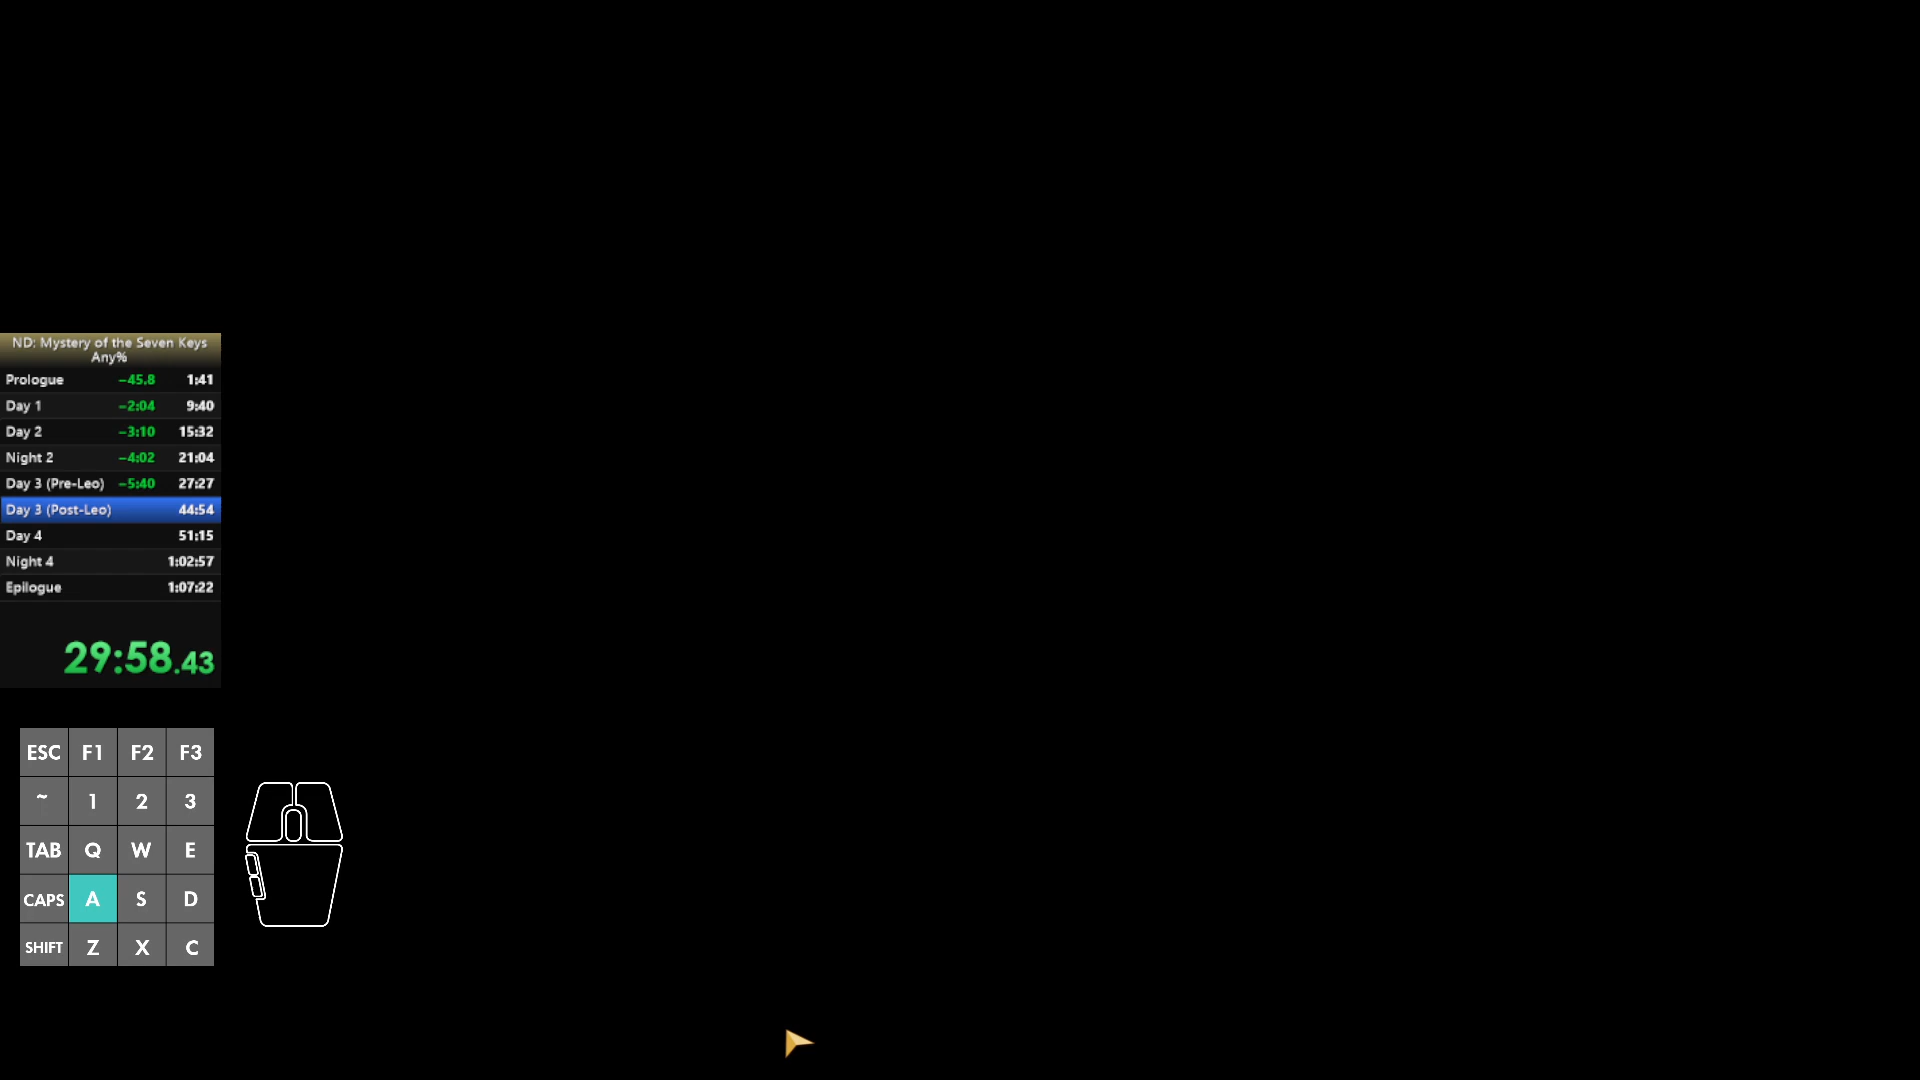 ND: Mystery of the Seven Keys
Any%
Prologue −45.8 1:41
Day 1 −2:04 9:40
Day 2 −3:10 15:32
Night 2 −4:02 21:04
Day 3 (Pre-Leo) −5:40 27:27
Day 3 (Post-Leo) 44:54
Day 4 51:15
Night 4 1:02:57
Epilogue 1:07:22
29:58.43
ESC F1 F2 F3
~ 1 2 3
TAB Q W E
CAPS A S D
SHIFT Z X C